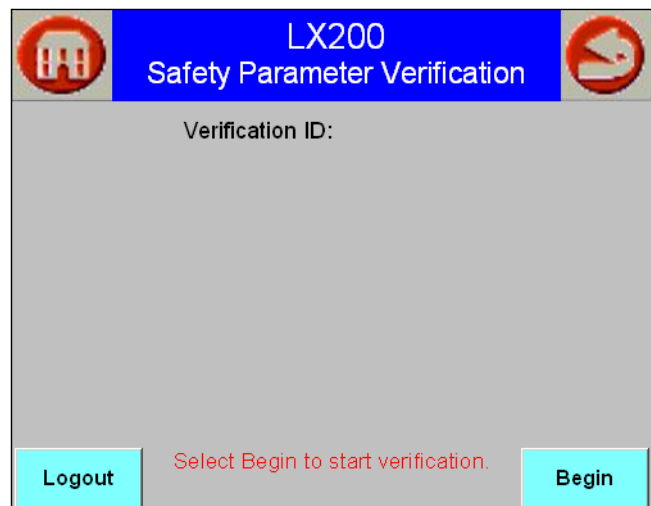 LX200
Safety Parameter Verification
Verification ID:
Select Begin to start verification.
Logout
Begin